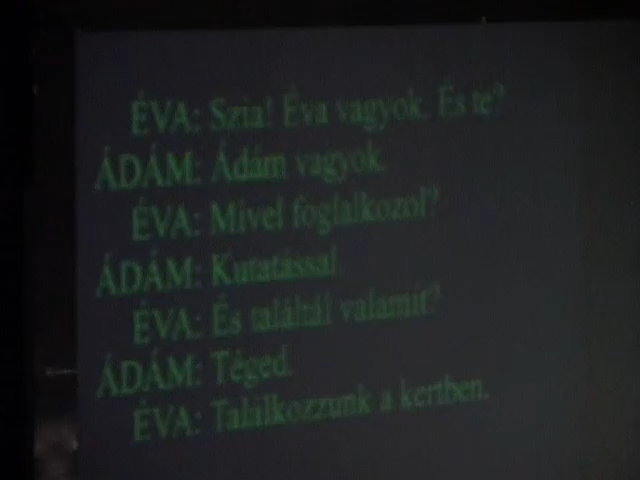 ÉVA: Szia! Éva vagyok. És te?
ÁDÁM: Ádám vagyok.
ÉVA: Mivel foglalkozol?
ÁDÁM: Kutatással.
ÉVA: És találtál valamit?
ÁDÁM: Téged.
ÉVA: Találkozzunk a kertben.